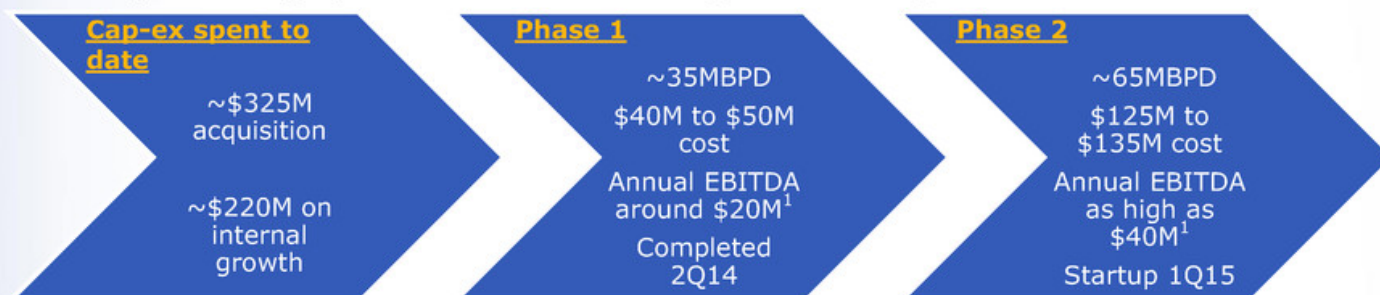 Cap-ex spent to
date
~$325M
acquisition
~$220M on
internal
growth
Phase 1
~35MBPD
$40M to $50M
cost
Annual EBITDA
around $20M¹
Completed
2Q14
Phase 2
~65MBPD
$125M to
$135M cost
Annual EBITDA
as high as
$40M¹
Startup 1Q15